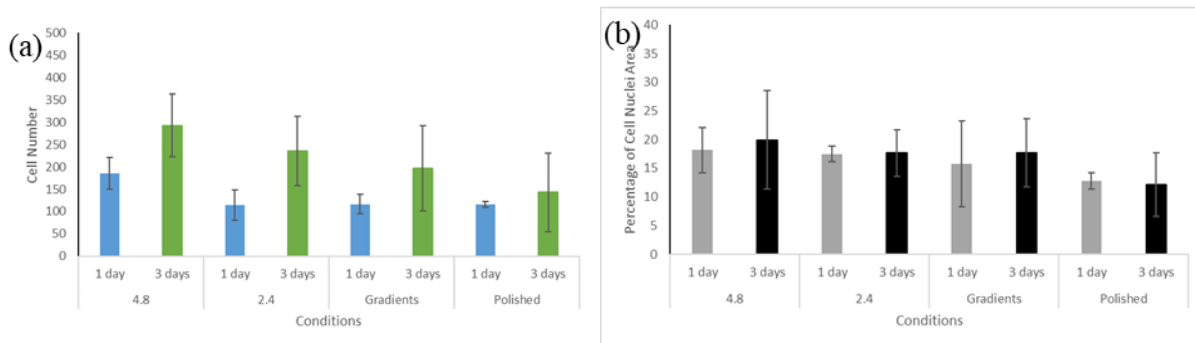 (a)
500
450
400
350
300
250
200
150
100
50
0
Cell Number
1 day 3 days 1 day 3 days 1 day 3 days 1 day 3 days
4.8 2.4 Gradients Polished
Conditions
(b)
40
35
30
25
20
15
10
5
0
Percentage of Cell Nuclei Area
1 day 3 days 1 day 3 days 1 day 3 days 1 day 3 days
4.8 2.4 Gradients Polished
Conditions